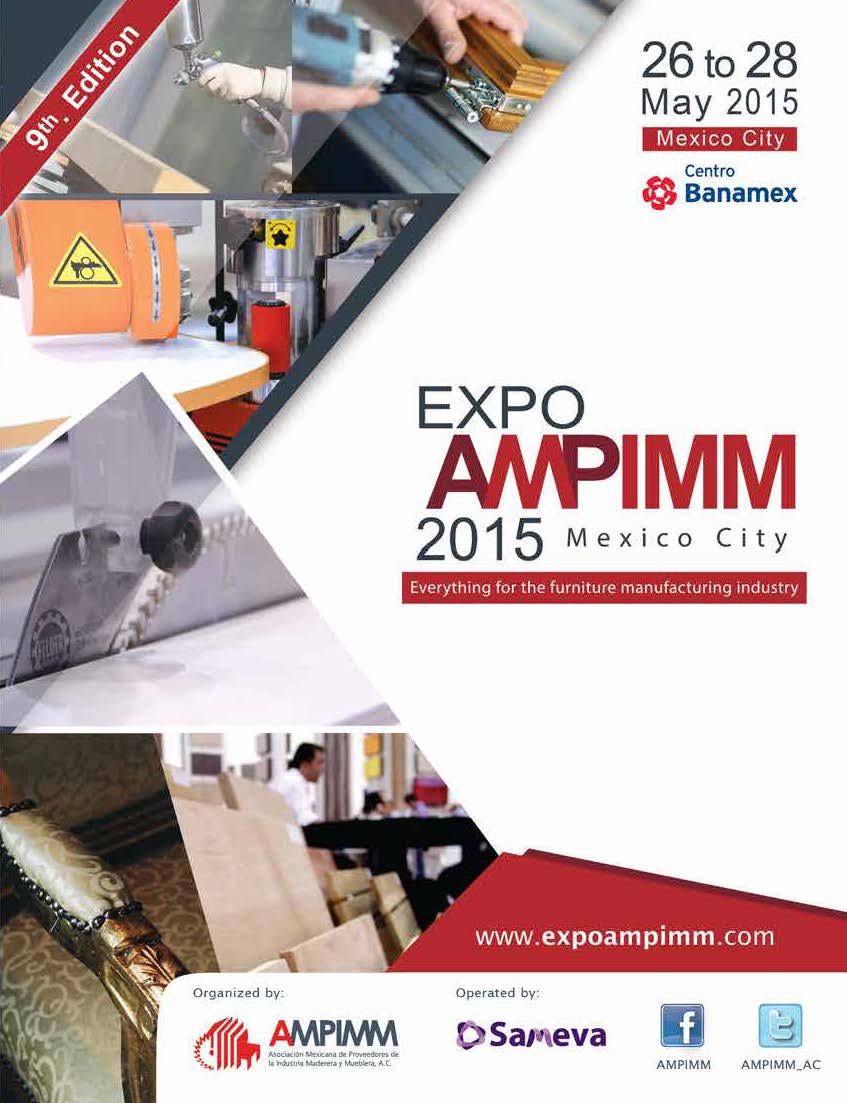 9th. Edition
26 to 28
May 2015
Mexico City
Centro
Banamex
EXPO
AMPIMM
2015 Mexico City
Everything for the furniture manufacturing industry
FELDER
www.expoampimm.com
Organized by:
AMPIMM
Asociación Mexicana de Proveedores de
la Industria Maderera y Mueblera, A.C.
Operated by:
Sameva
AMPIMM
AMPIMM_AC